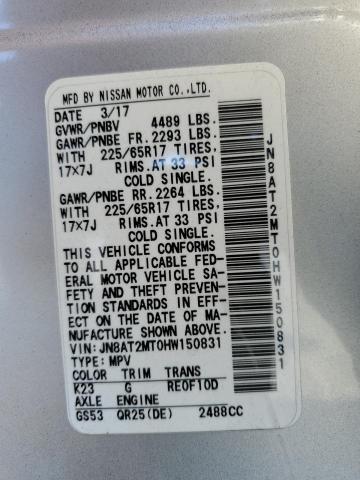 MFD BY NISSAN MOTOR CO.,LTD.
DATE 3/17
GVWR/PNBV 4489 LBS.
GAWR/PNBE FR. 2293 LBS.
WITH 225/65R17 TIRES,
17×7J RIMS.AT 33 PSI
COLD SINGLE.
GAWR/PNBE RR. 2264 LBS.
WITH 225/65R17 TIRES,
17×7J RIMS.AT 33 PSI
COLD SINGLE.
THIS VEHICLE CONFORMS
TO ALL APPLICABLE FED-
ERAL MOTOR VEHICLE SA-
FETY AND THEFT PREVEN-
TION STANDARDS IN EFF-
ECT ON THE DATE OF MA-
NUFACTURE SHOWN ABOVE.
VIN:JN8AT2MT0HW150831
TYPE:MPV
COLOR TRIM TRANS
K23 G RE0F10D
AXLE ENGINE
GS53 QR25(DE) 2488CC
JN8AT2MT0HW150831